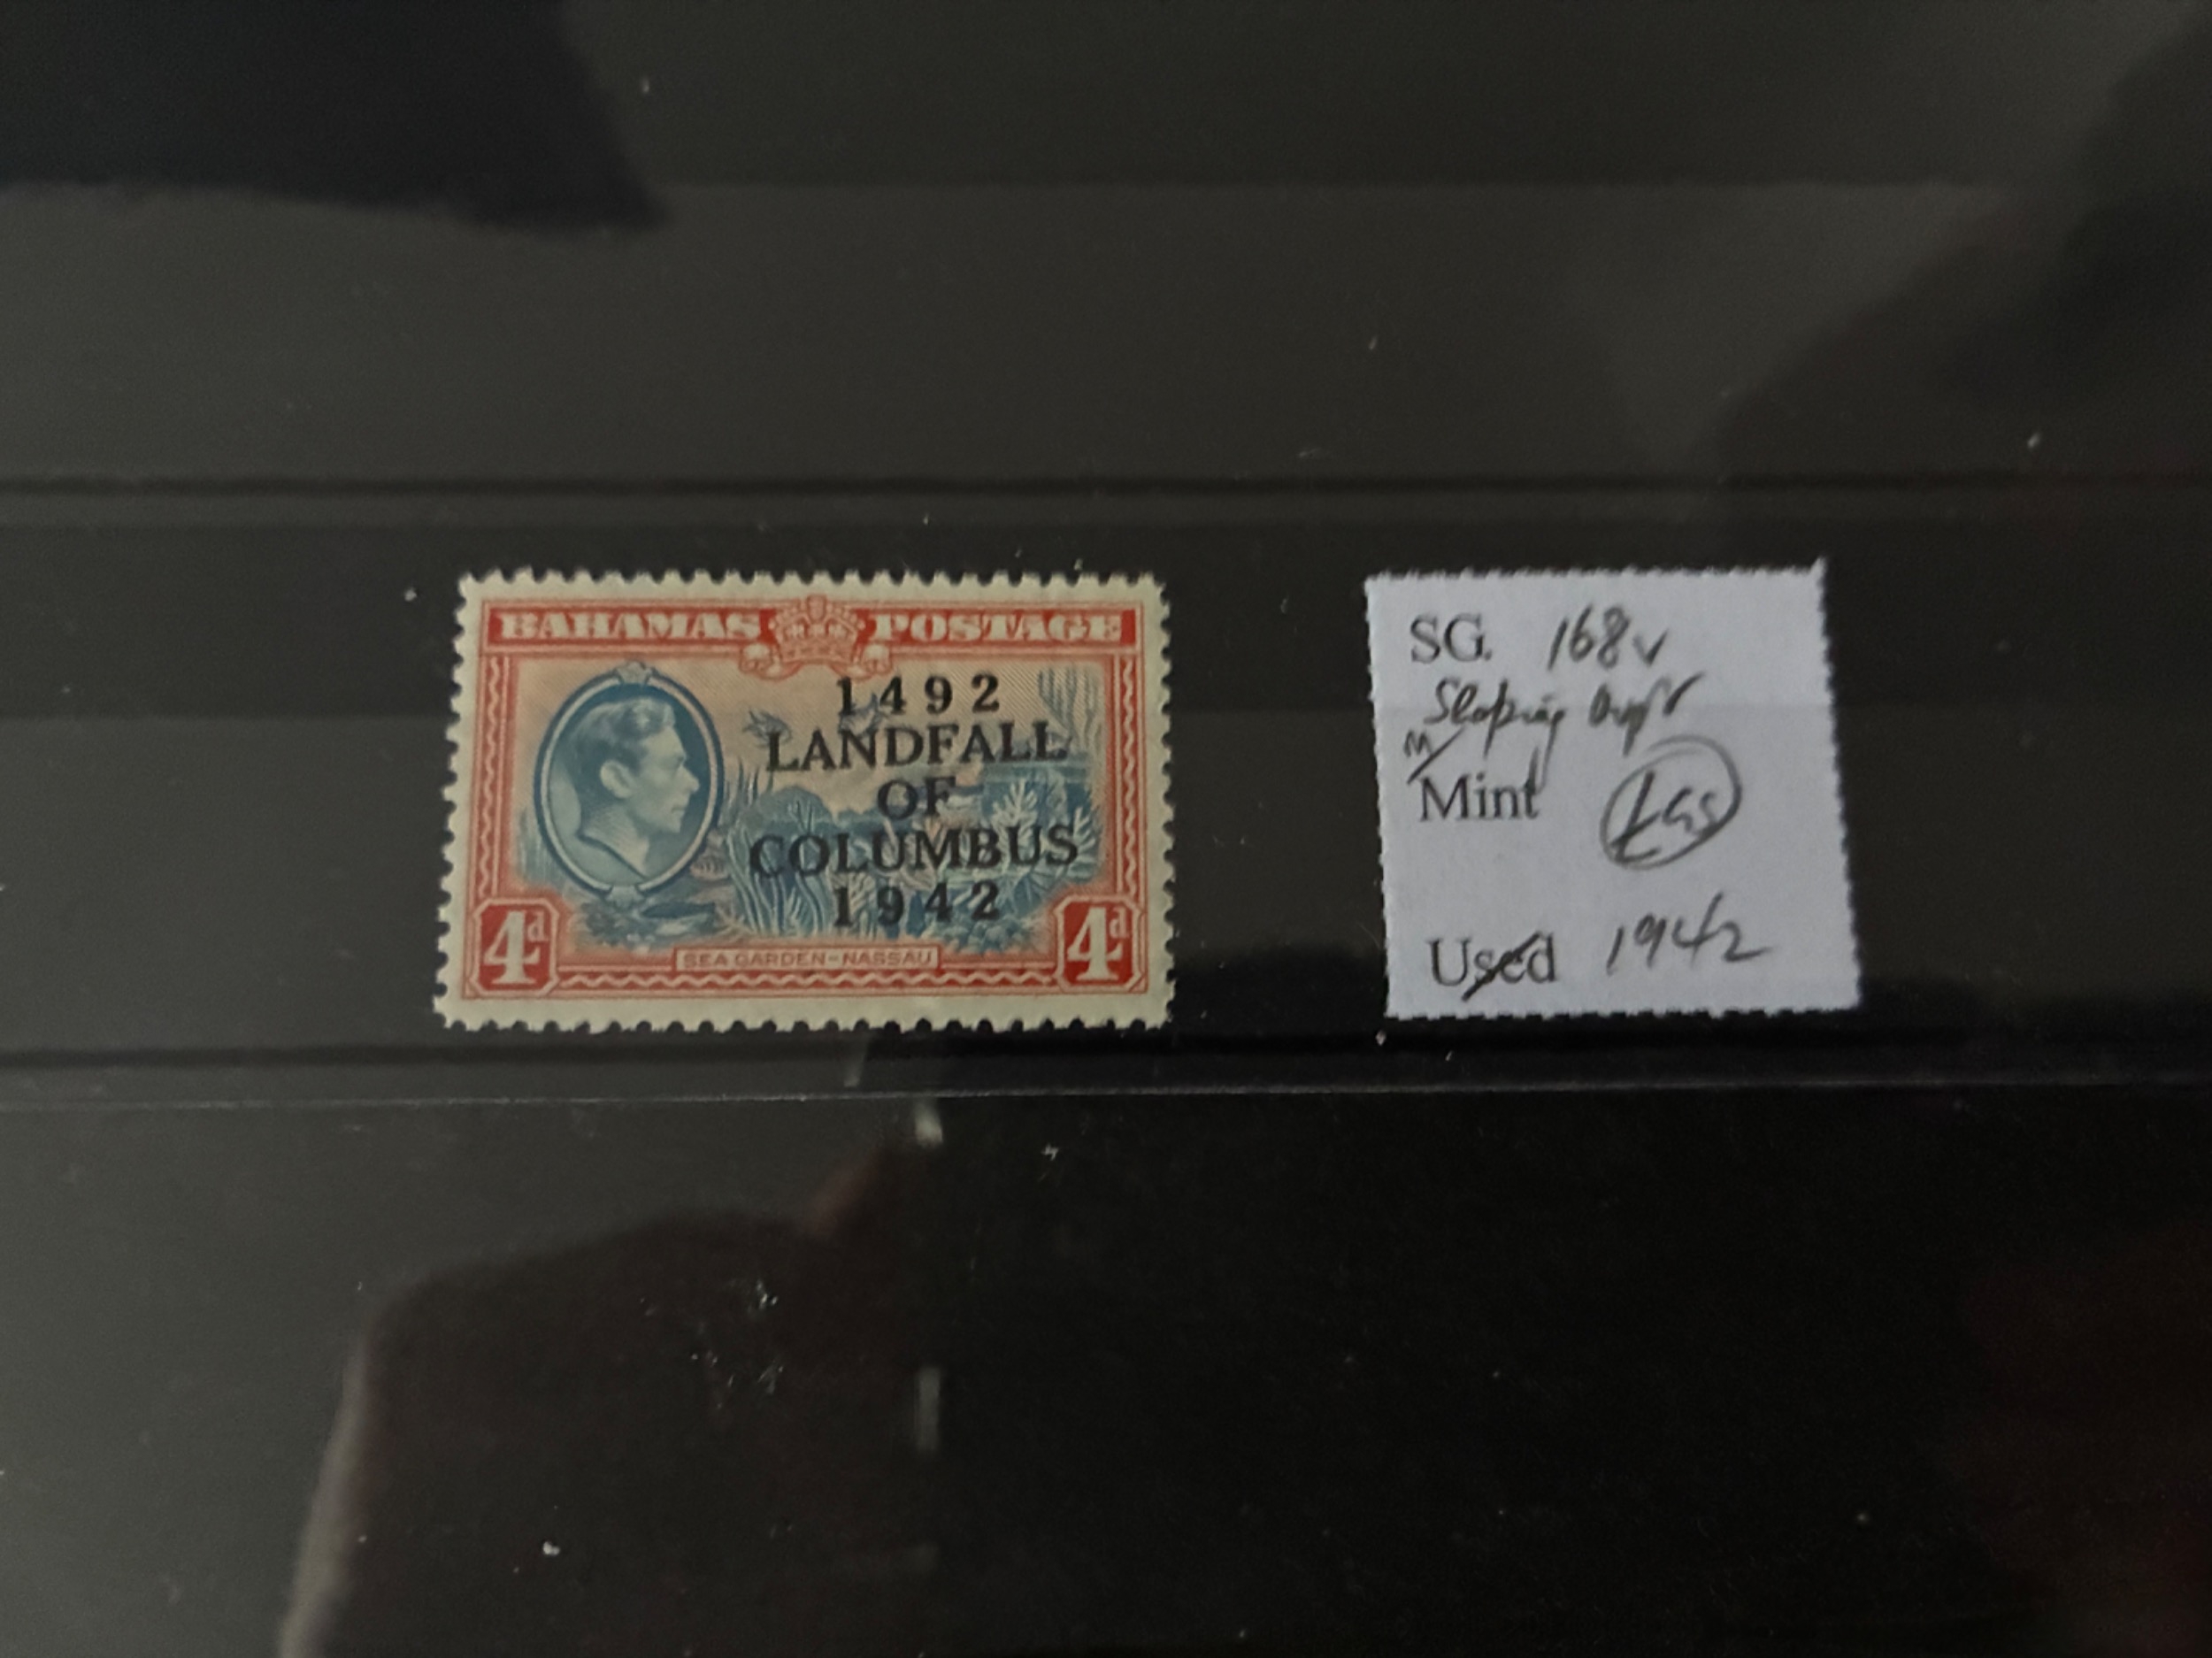 BAHAMAS POSTAGE
1492
LANDFALL
OF
COLUMBUS
1942
4d 4d
SEA GARDEN-NASSAU
SG. 168v
Sloping ovpt
m/
Mint
Used 1942